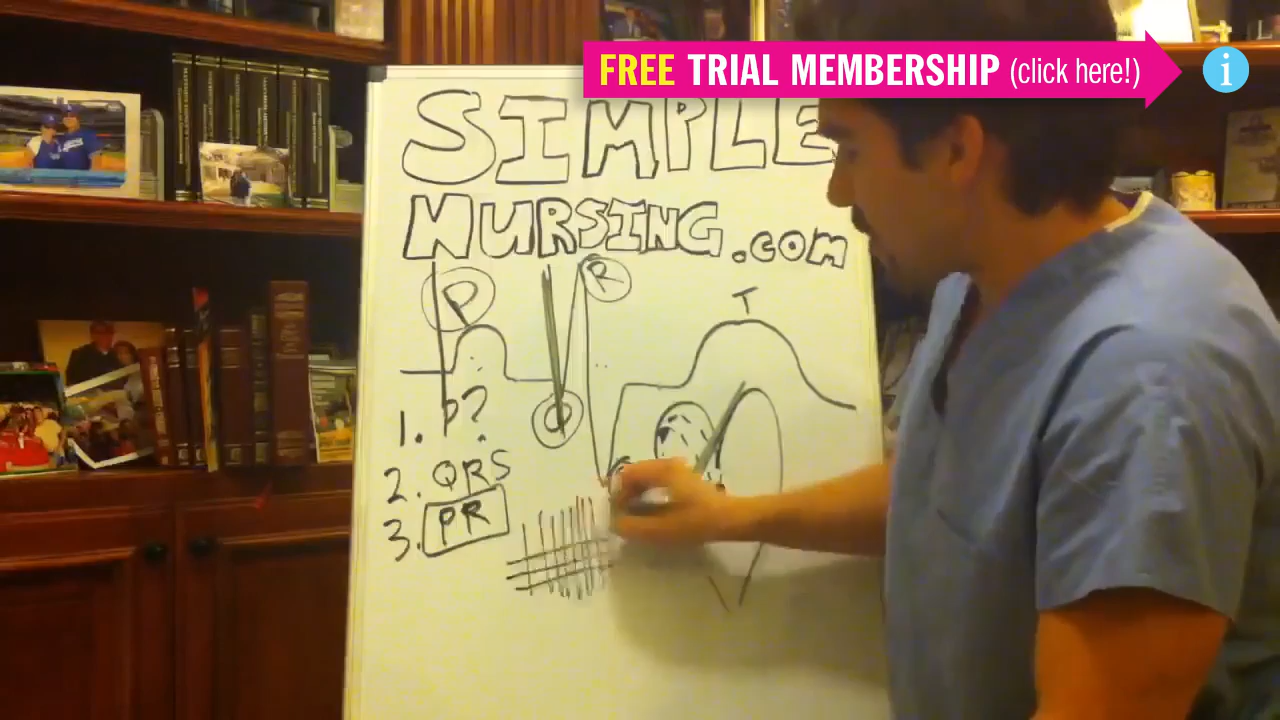 FREE TRIAL MEMBERSHIP (click here!)
i
SIMPLE
NURSING.COM
P
R
T
Q
1. P?
2. QRS
3. PR